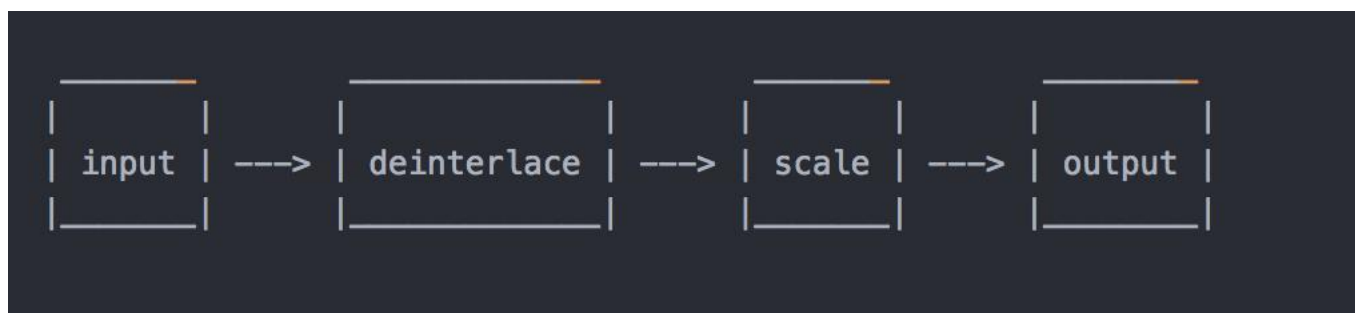 input ---> deinterlace ---> scale ---> output